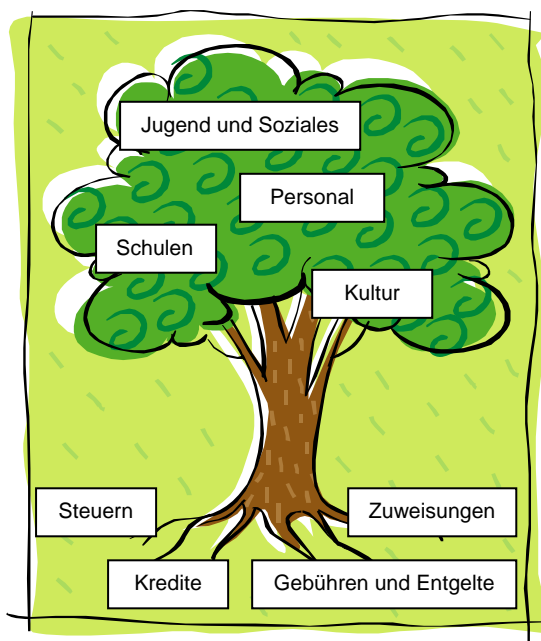 Jugend und Soziales
Personal
Schulen
Kultur
Steuern
Zuweisungen
Kredite
Gebühren und Entgelte